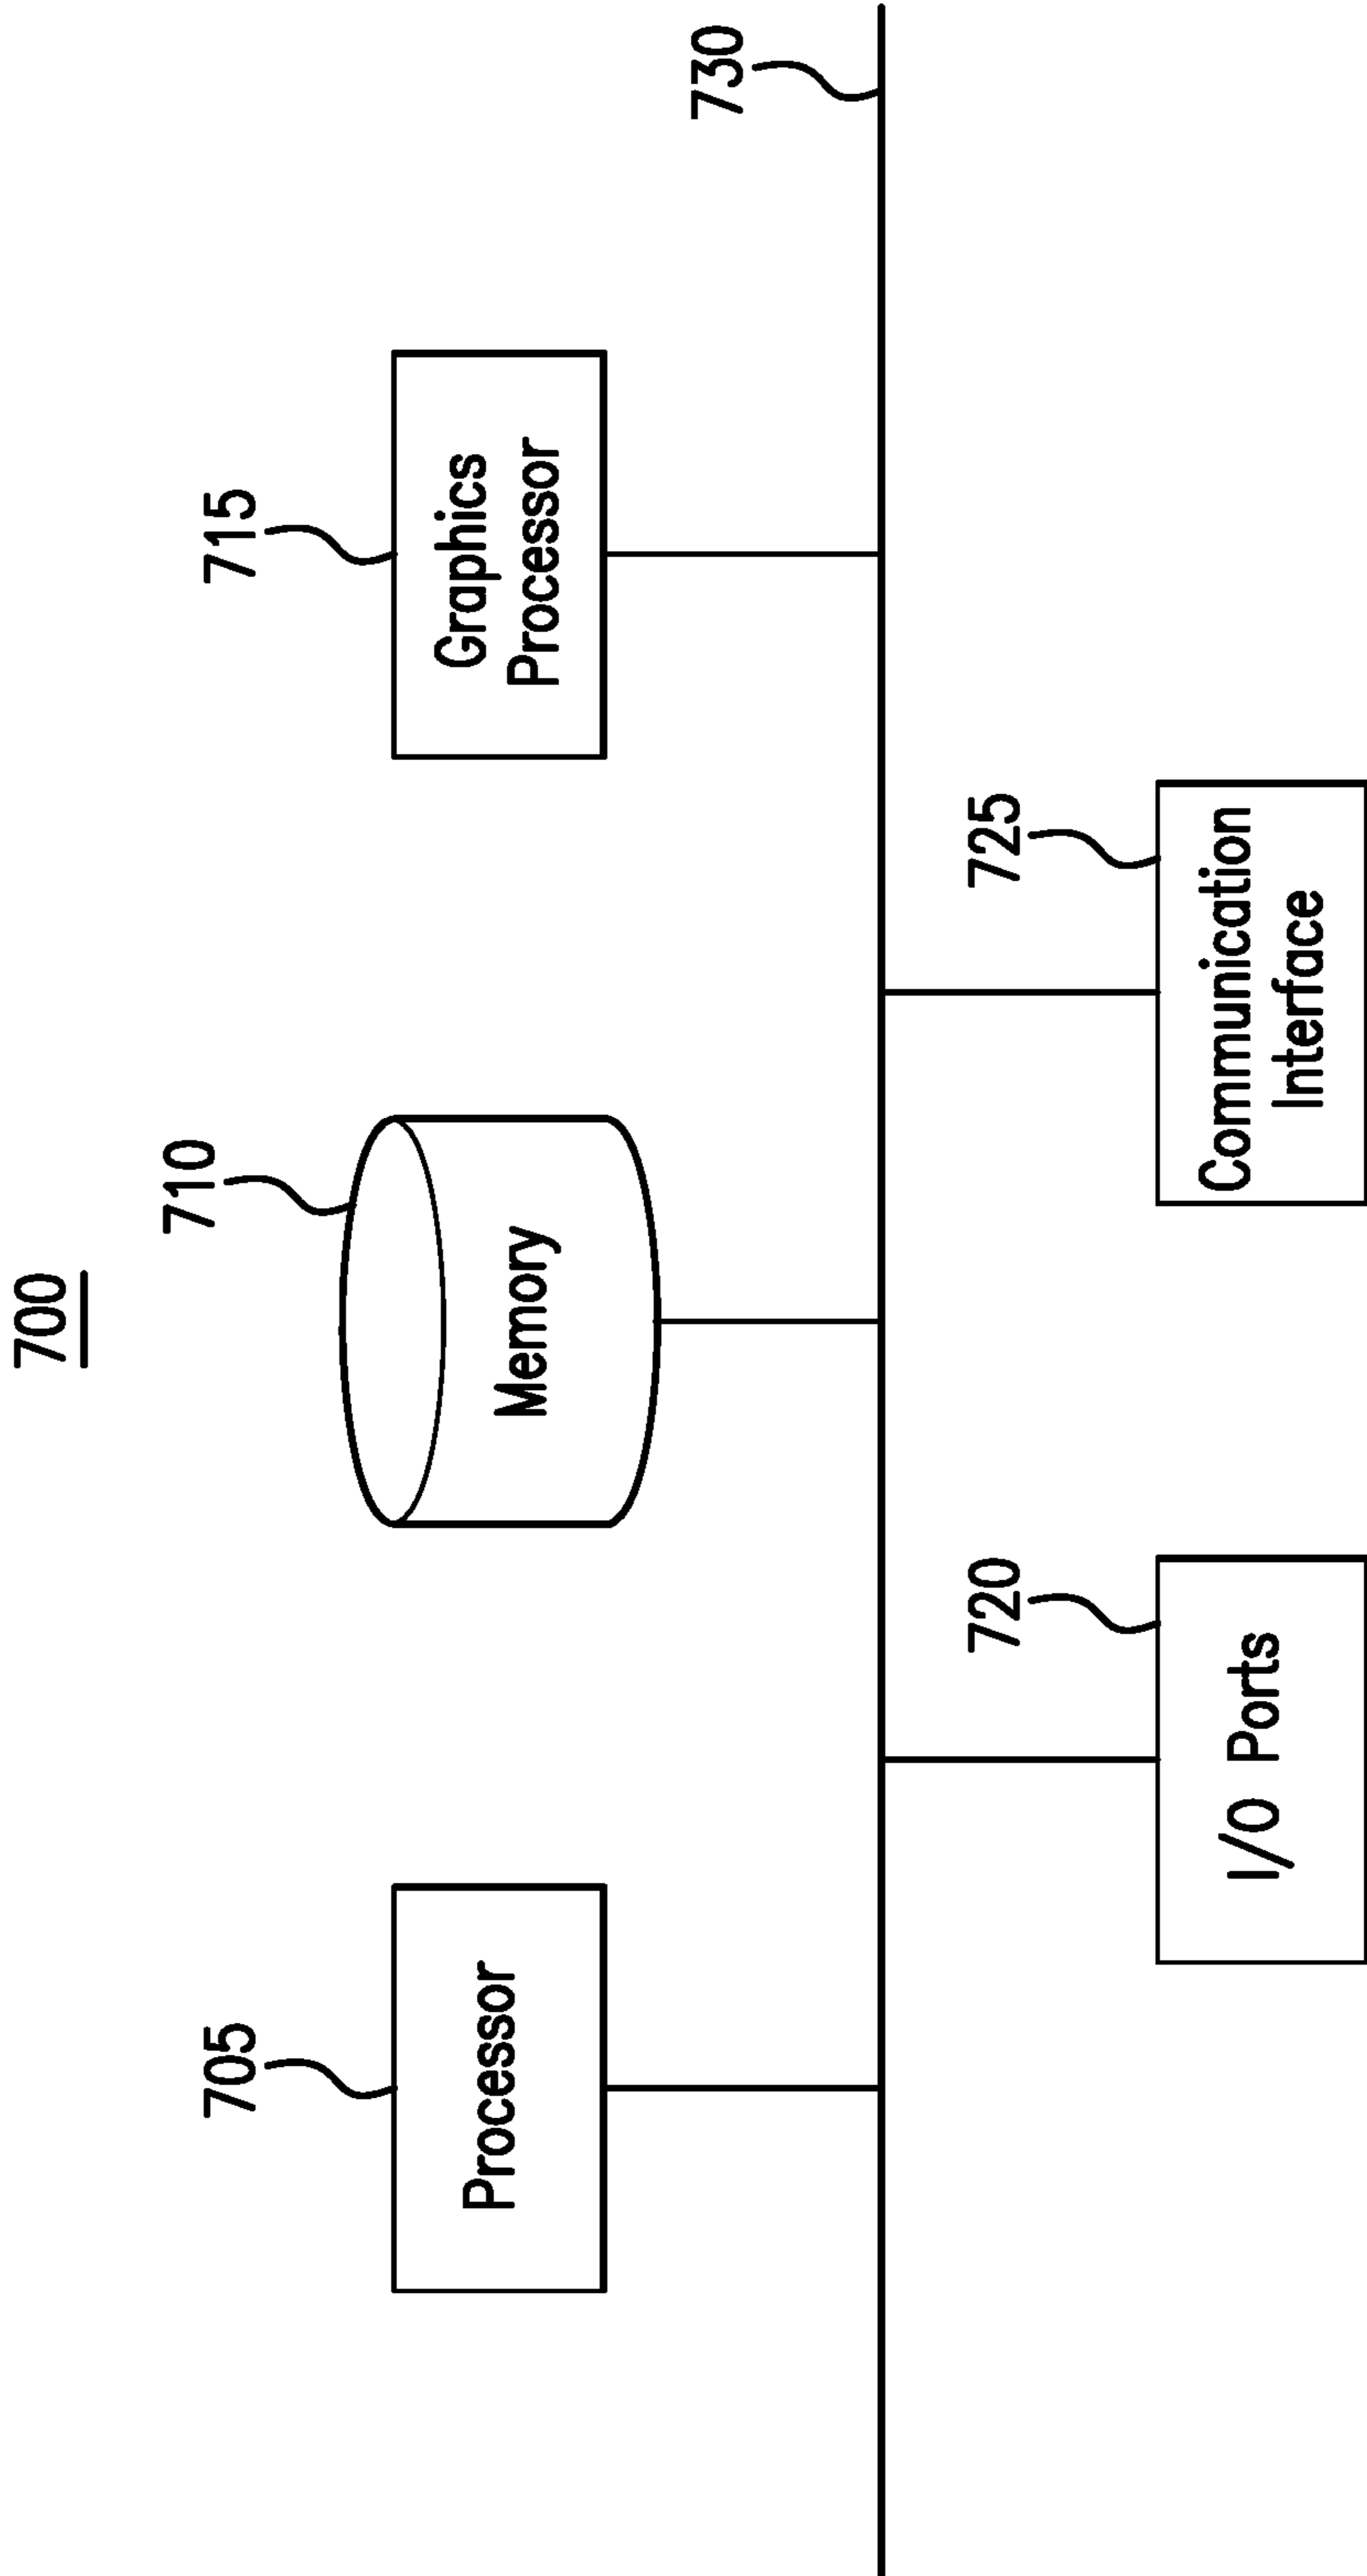 700
705
710
715
Processor
Memory
Graphics
Processor
730
720
725
I/O Ports
Communication
Interface